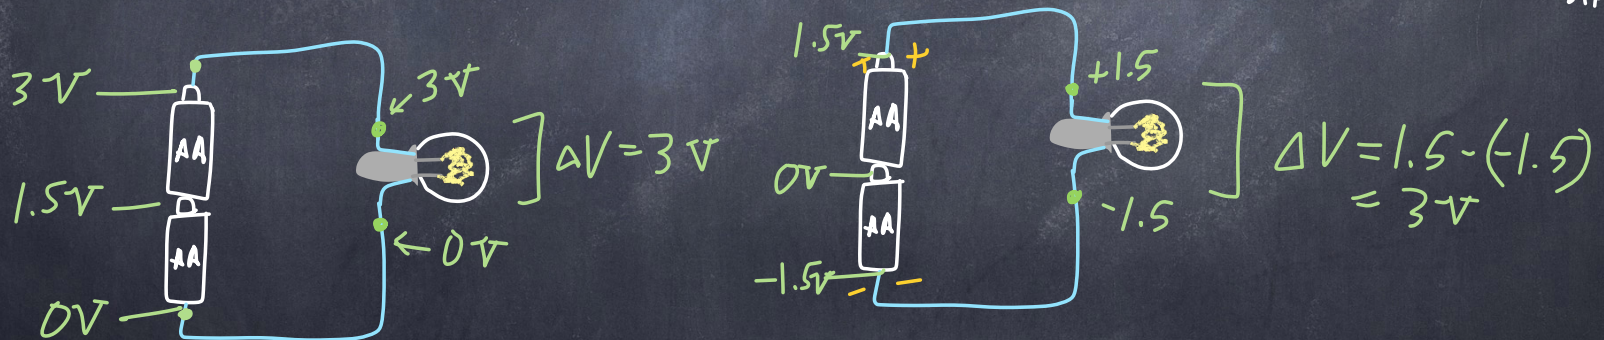 3V
AA
1.5V
AA
0V
3V
0V
ΔV = 3V
1.5V
+
+
AA
0V
AA
-1.5V
-
-
+1.5
-1.5
ΔV = 1.5 - (-1.5)
= 3V